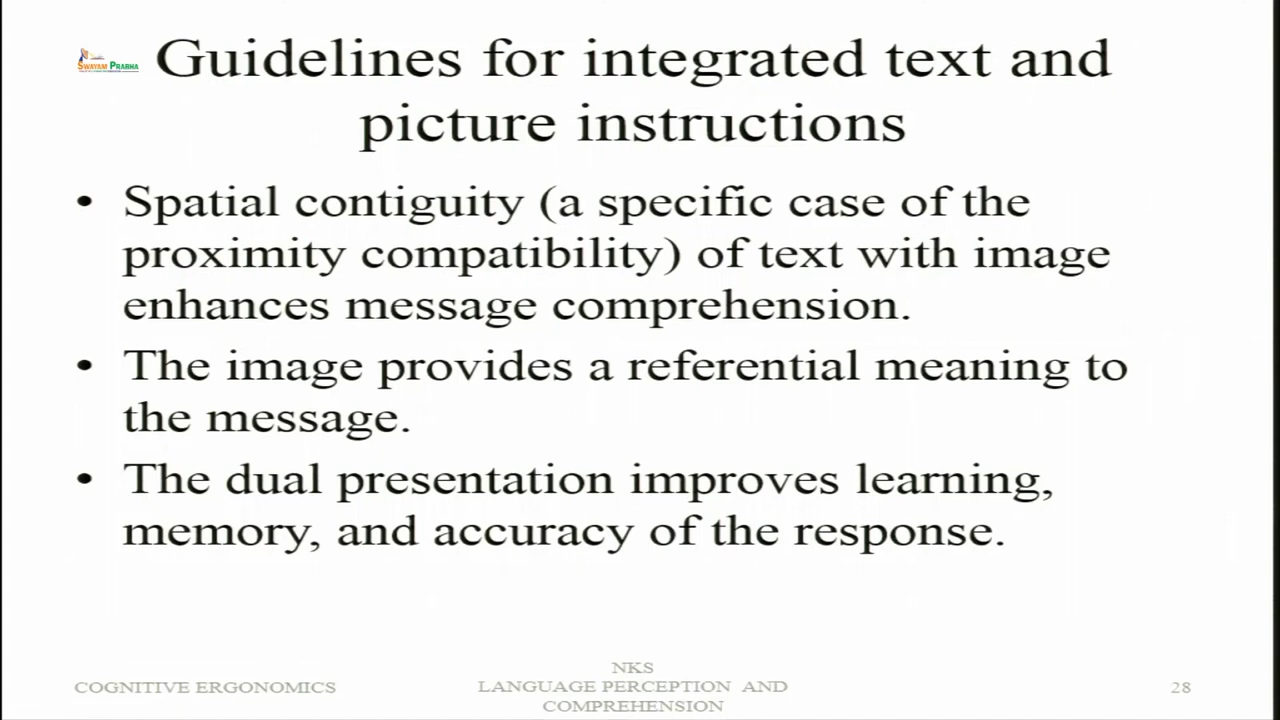 SWAYAM PRABHA
Guidelines for integrated text and
picture instructions
• Spatial contiguity (a specific case of the
proximity compatibility) of text with image
enhances message comprehension.
• The image provides a referential meaning to
the message.
• The dual presentation improves learning,
memory, and accuracy of the response.
COGNITIVE ERGONOMICS
NKS
LANGUAGE PERCEPTION AND
COMPREHENSION
28